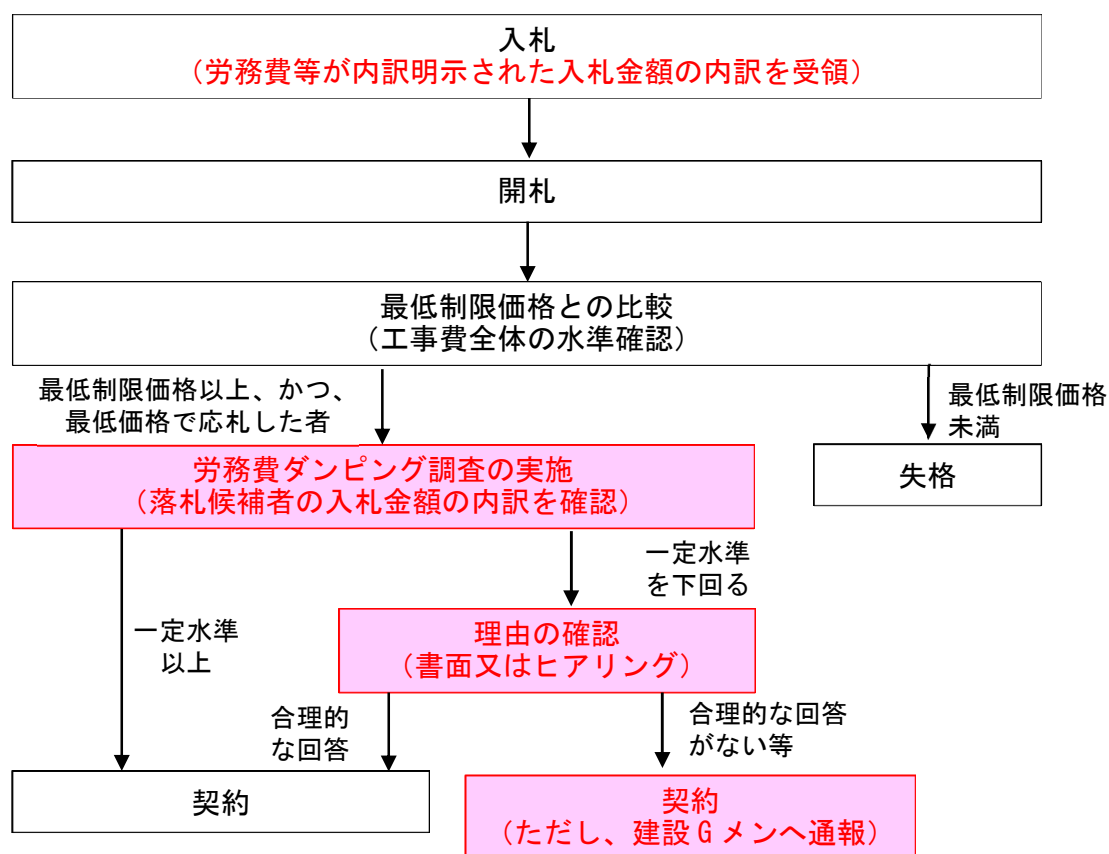 入札
（労務費等が内訳明示された入札金額の内訳を受領）
開札
最低制限価格との比較
（工事費全体の水準確認）
最低制限価格以上、かつ、
最低価格で応札した者
最低制限価格
未満
労務費ダンピング調査の実施
（落札候補者の入札金額の内訳を確認）
失格
一定水準
を下回る
一定水準
以上
理由の確認
（書面又はヒアリング）
合理的
な回答
合理的な回答
がない等
契約
契約
（ただし、建設Gメンへ通報）